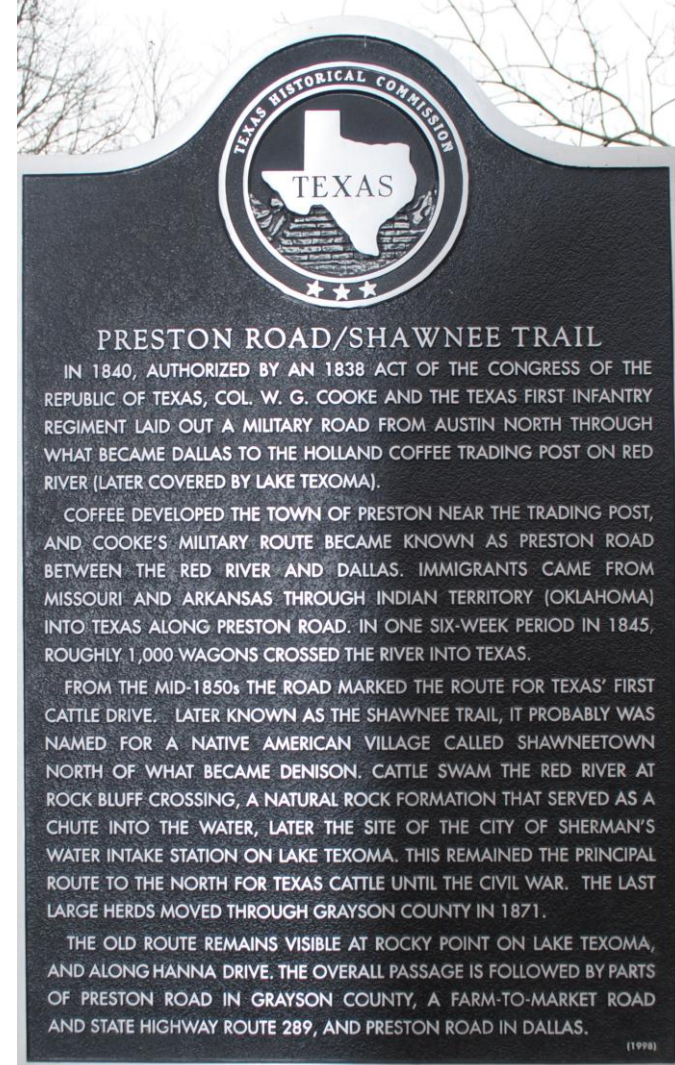 TEXAS HISTORICAL COMMISSION
TEXAS
PRESTON ROAD/SHAWNEE TRAIL
IN 1840, AUTHORIZED BY AN 1838 ACT OF THE CONGRESS OF THE
REPUBLIC OF TEXAS, COL. W. G. COOKE AND THE TEXAS FIRST INFANTRY
REGIMENT LAID OUT A MILITARY ROAD FROM AUSTIN NORTH THROUGH
WHAT BECAME DALLAS TO THE HOLLAND COFFEE TRADING POST ON RED
RIVER (LATER COVERED BY LAKE TEXOMA).
COFFEE DEVELOPED THE TOWN OF PRESTON NEAR THE TRADING POST,
AND COOKE'S MILITARY ROUTE BECAME KNOWN AS PRESTON ROAD
BETWEEN THE RED RIVER AND DALLAS. IMMIGRANTS CAME FROM
MISSOURI AND ARKANSAS THROUGH INDIAN TERRITORY (OKLAHOMA)
INTO TEXAS ALONG PRESTON ROAD. IN ONE SIX-WEEK PERIOD IN 1845,
ROUGHLY 1,000 WAGONS CROSSED THE RIVER INTO TEXAS.
FROM THE MID-1850s THE ROAD MARKED THE ROUTE FOR TEXAS' FIRST
CATTLE DRIVE. LATER KNOWN AS THE SHAWNEE TRAIL, IT PROBABLY WAS
NAMED FOR A NATIVE AMERICAN VILLAGE CALLED SHAWNEETOWN
NORTH OF WHAT BECAME DENISON. CATTLE SWAM THE RED RIVER AT
ROCK BLUFF CROSSING, A NATURAL ROCK FORMATION THAT SERVED AS A
CHUTE INTO THE WATER, LATER THE SITE OF THE CITY OF SHERMAN'S
WATER INTAKE STATION ON LAKE TEXOMA. THIS REMAINED THE PRINCIPAL
ROUTE TO THE NORTH FOR TEXAS CATTLE UNTIL THE CIVIL WAR. THE LAST
LARGE HERDS MOVED THROUGH GRAYSON COUNTY IN 1871.
THE OLD ROUTE REMAINS VISIBLE AT ROCKY POINT ON LAKE TEXOMA,
AND ALONG HANNA DRIVE. THE OVERALL PASSAGE IS FOLLOWED BY PARTS
OF PRESTON ROAD IN GRAYSON COUNTY, A FARM-TO-MARKET ROAD
AND STATE HIGHWAY ROUTE 289, AND PRESTON ROAD IN DALLAS.
(1998)